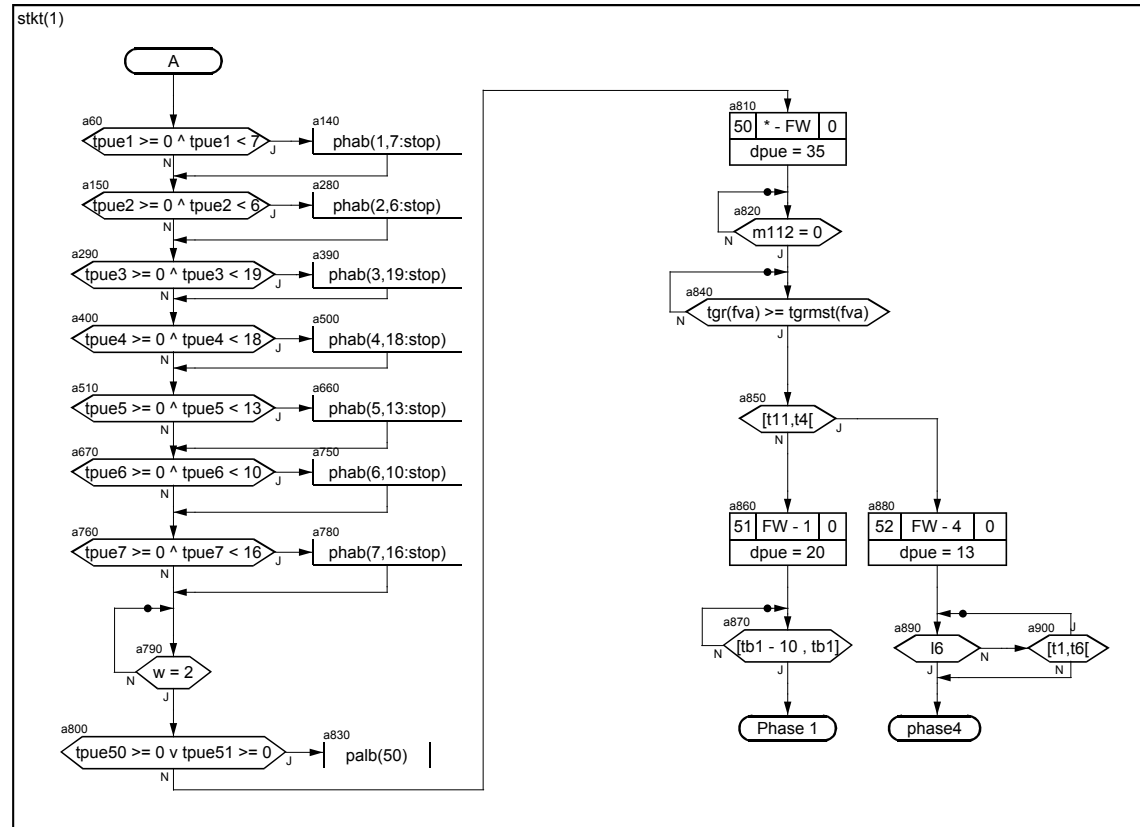 stkt(1)
A
a60
tpue1 >= 0 ^ tpue1 < 7
J
N
a140
phab(1,7:stop)
a150
tpue2 >= 0 ^ tpue2 < 6
J
N
a280
phab(2,6:stop)
a290
tpue3 >= 0 ^ tpue3 < 19
J
N
a390
phab(3,19:stop)
a400
tpue4 >= 0 ^ tpue4 < 18
J
N
a500
phab(4,18:stop)
a510
tpue5 >= 0 ^ tpue5 < 13
J
N
a660
phab(5,13:stop)
a670
tpue6 >= 0 ^ tpue6 < 10
J
N
a750
phab(6,10:stop)
a760
tpue7 >= 0 ^ tpue7 < 16
J
N
a780
phab(7,16:stop)
a790
w = 2
N
J
a800
tpue50 >= 0 v tpue51 >= 0
J
N
a830
palb(50)
a810
50 * - FW 0
dpue = 35
a820
m112 = 0
N
J
a840
tgr(fva) >= tgrmst(fva)
N
J
a850
[t11,t4[
J
N
a860
51 FW - 1 0
dpue = 20
a870
[tb1 - 10 , tb1]
N
J
Phase 1
a880
52 FW - 4 0
dpue = 13
a890
l6
N
J
a900
[t1,t6[
J
N
phase4